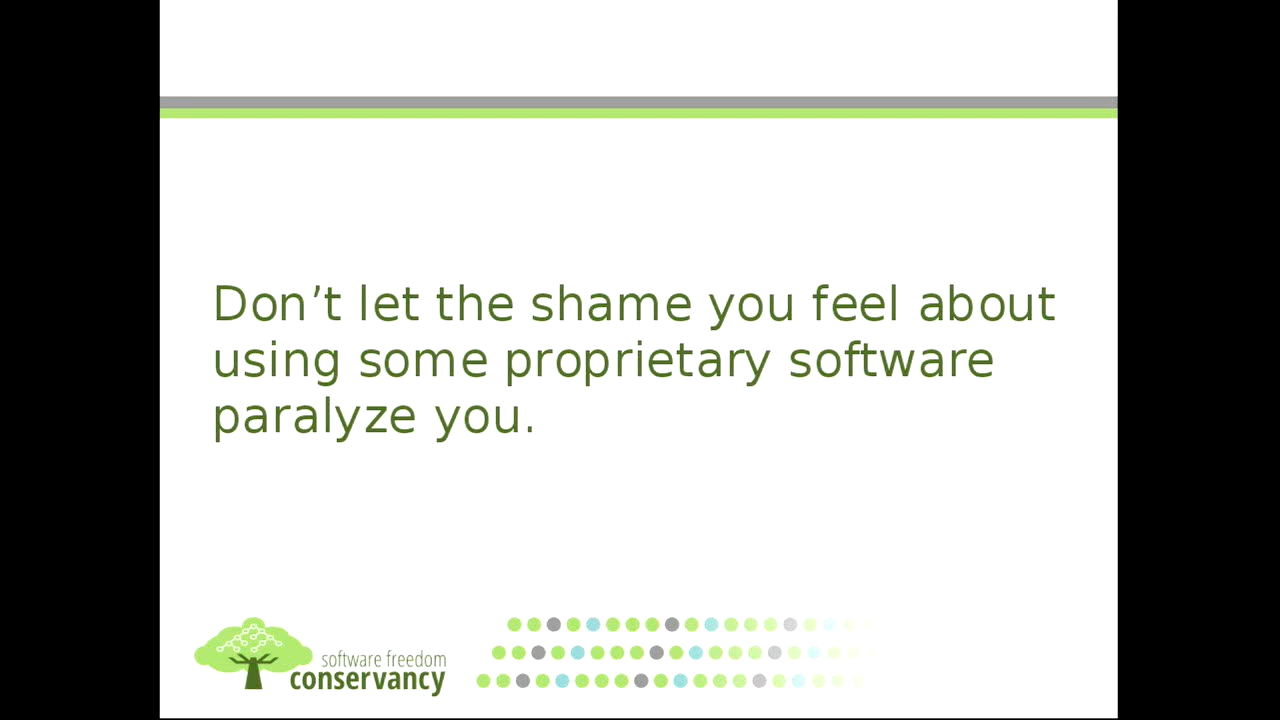 Don’t let the shame you feel about
using some proprietary software
paralyze you.
software freedom
conservancy